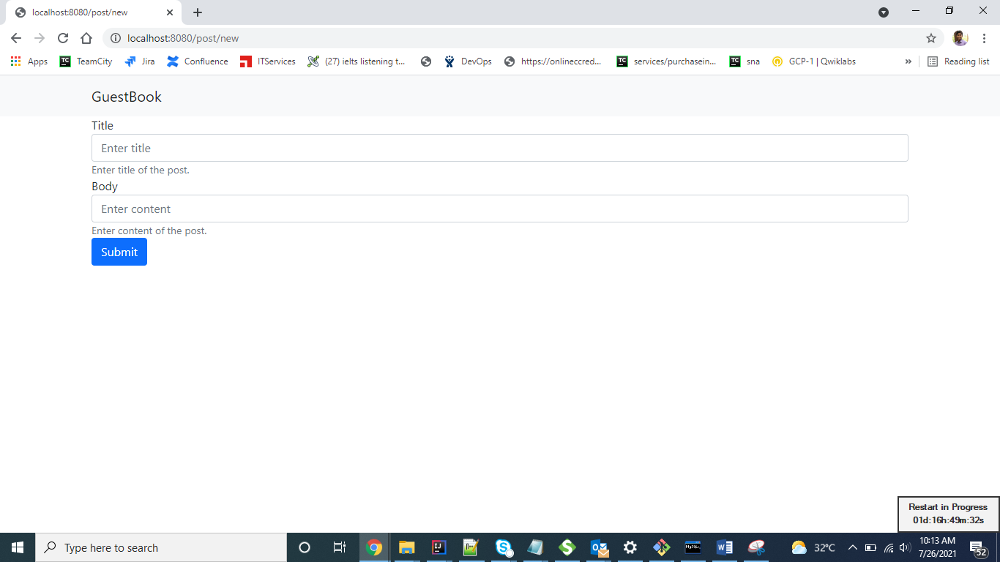 localhost:8080/post/new
localhost:8080/post/new
Apps TeamCity Jira Confluence ITServices (27) ielts listening t... DevOps https://onlineccred... services/purchasein... sna GCP-1 | Qwiklabs » Reading list
GuestBook
Title
Enter title
Enter title of the post.
Body
Enter content
Enter content of the post.
Submit
Restart in Progress
01d:16h:49m:32s
Type here to search
32°C
10:13 AM
7/26/2021
52